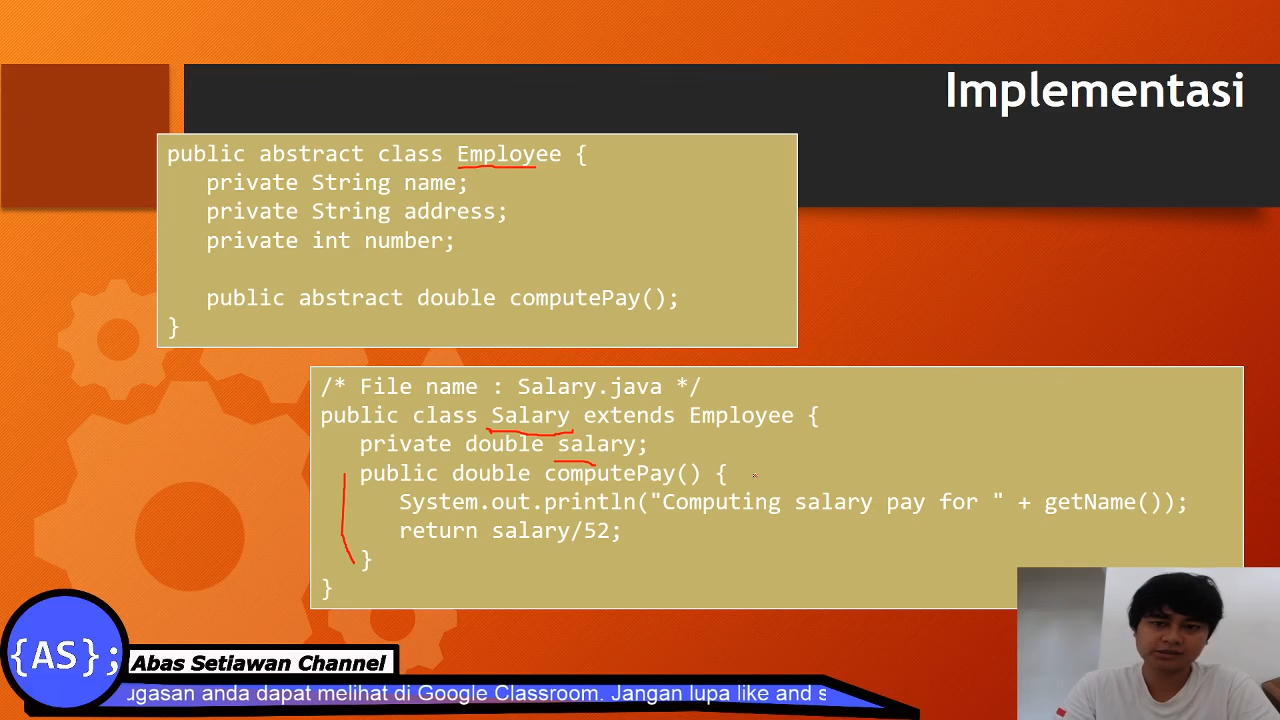 Implementasi
public abstract class Employee {
private String name;
private String address;
private int number;
public abstract double computePay();
}
/* File name : Salary.java */
public class Salary extends Employee {
private double salary;
public double computePay() {
System.out.println("Computing salary pay for " + getName());
return salary/52;
}
}
{AS};
Abas Setiawan Channel
ugasan anda dapat melihat di Google Classroom. Jangan lupa like and s